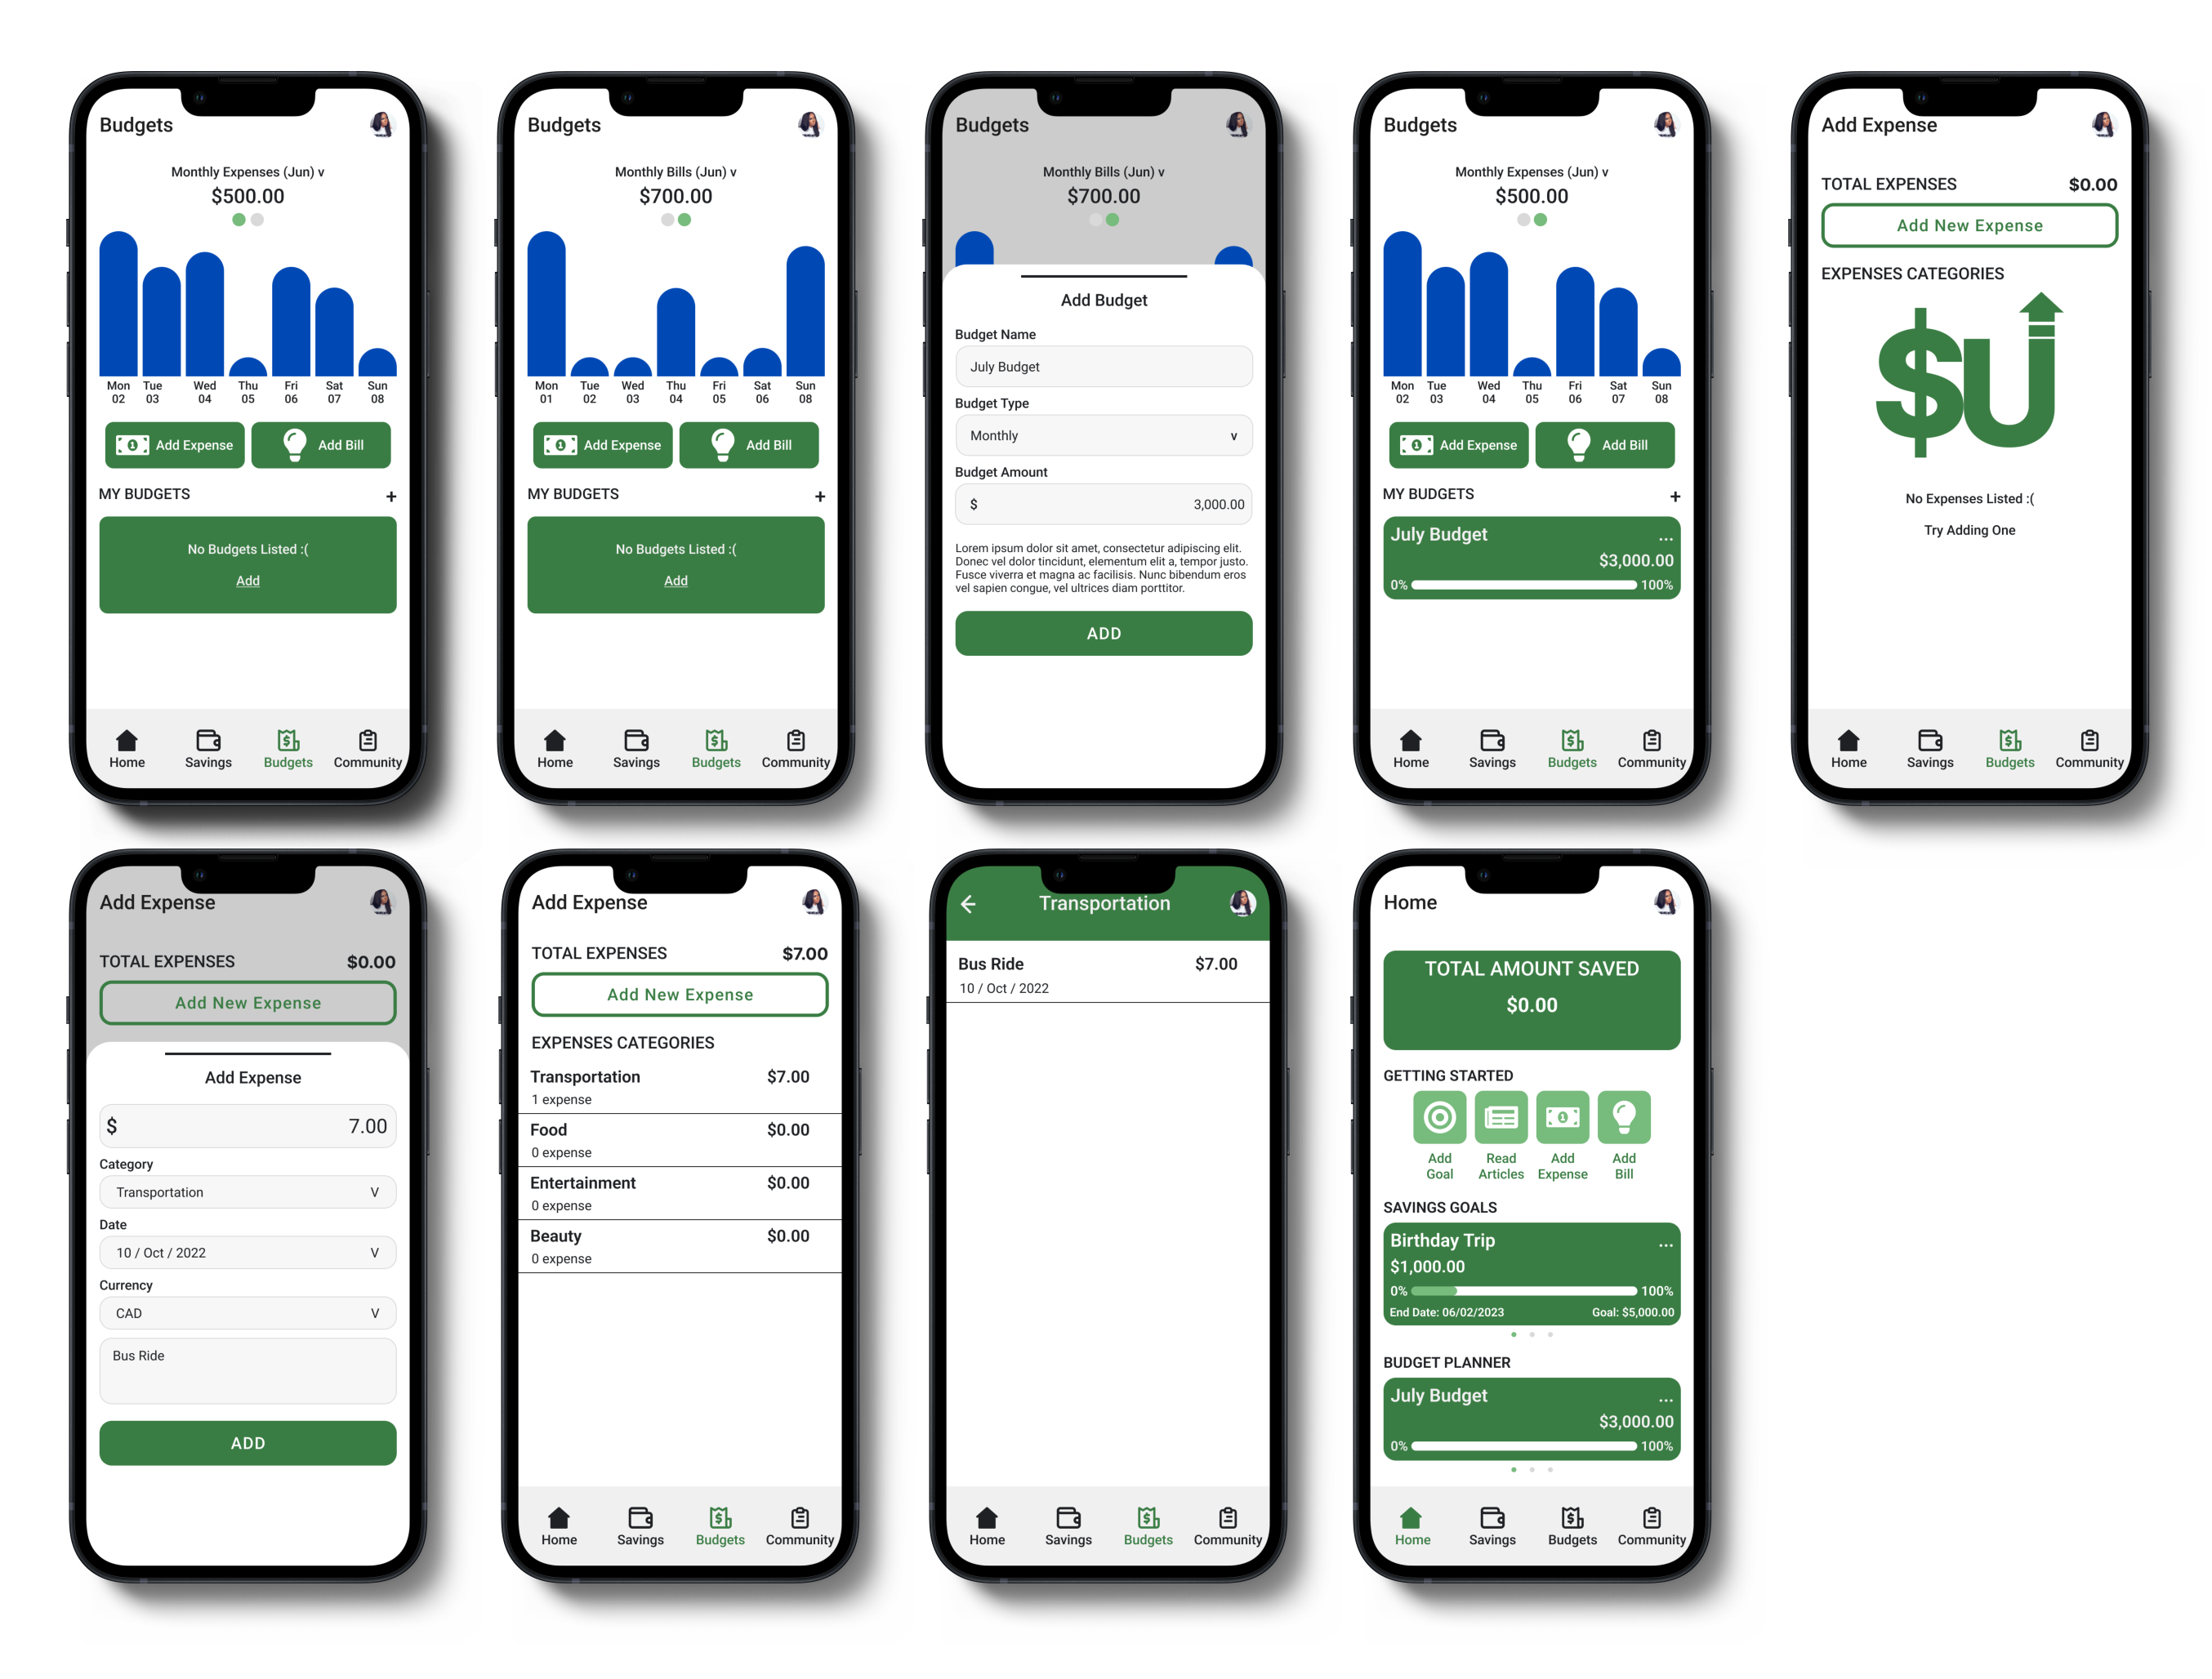 Budgets
Monthly Expenses (Jun) v
$500.00
Mon Tue Wed Thu Fri Sat Sun
02 03 04 05 06 07 08
1 Add Expense Add Bill
MY BUDGETS +
No Budgets Listed :(
Add
Home Savings Budgets Community
Budgets
Monthly Bills (Jun) v
$700.00
Mon Tue Wed Thu Fri Sat Sun
01 02 03 04 05 06 08
1 Add Expense Add Bill
MY BUDGETS +
No Budgets Listed :(
Add
Home Savings Budgets Community
Budgets
Monthly Bills (Jun) v
$700.00
Add Budget
Budget Name
July Budget
Budget Type
Monthly v
Budget Amount
$ 3,000.00
Lorem ipsum dolor sit amet, consectetur adipiscing elit.
Donec vel dolor tincidunt, elementum elit a, tempor justo.
Fusce viverra et magna ac facilisis. Nunc bibendum eros
vel sapien congue, vel ultrices diam porttitor.
ADD
Budgets
Monthly Expenses (Jun) v
$500.00
Mon Tue Wed Thu Fri Sat Sun
02 03 04 05 06 07 08
1 Add Expense Add Bill
MY BUDGETS +
July Budget ...
$3,000.00
0% 100%
Home Savings Budgets Community
Add Expense
TOTAL EXPENSES $0.00
Add New Expense
EXPENSES CATEGORIES
$U
No Expenses Listed :(
Try Adding One
Home Savings Budgets Community
Add Expense
TOTAL EXPENSES $0.00
Add New Expense
Add Expense
$ 7.00
Category
Transportation V
Date
10 / Oct / 2022 V
Currency
CAD V
Bus Ride
ADD
Add Expense
TOTAL EXPENSES $7.00
Add New Expense
EXPENSES CATEGORIES
Transportation $7.00
1 expense
Food $0.00
0 expense
Entertainment $0.00
0 expense
Beauty $0.00
0 expense
Home Savings Budgets Community
Transportation
Bus Ride $7.00
10 / Oct / 2022
Home Savings Budgets Community
Home
TOTAL AMOUNT SAVED
$0.00
GETTING STARTED
1
Add Read Add Add
Goal Articles Expense Bill
SAVINGS GOALS
Birthday Trip ...
$1,000.00
0% 100%
End Date: 06/02/2023 Goal: $5,000.00
BUDGET PLANNER
July Budget ...
$3,000.00
0% 100%
Home Savings Budgets Community